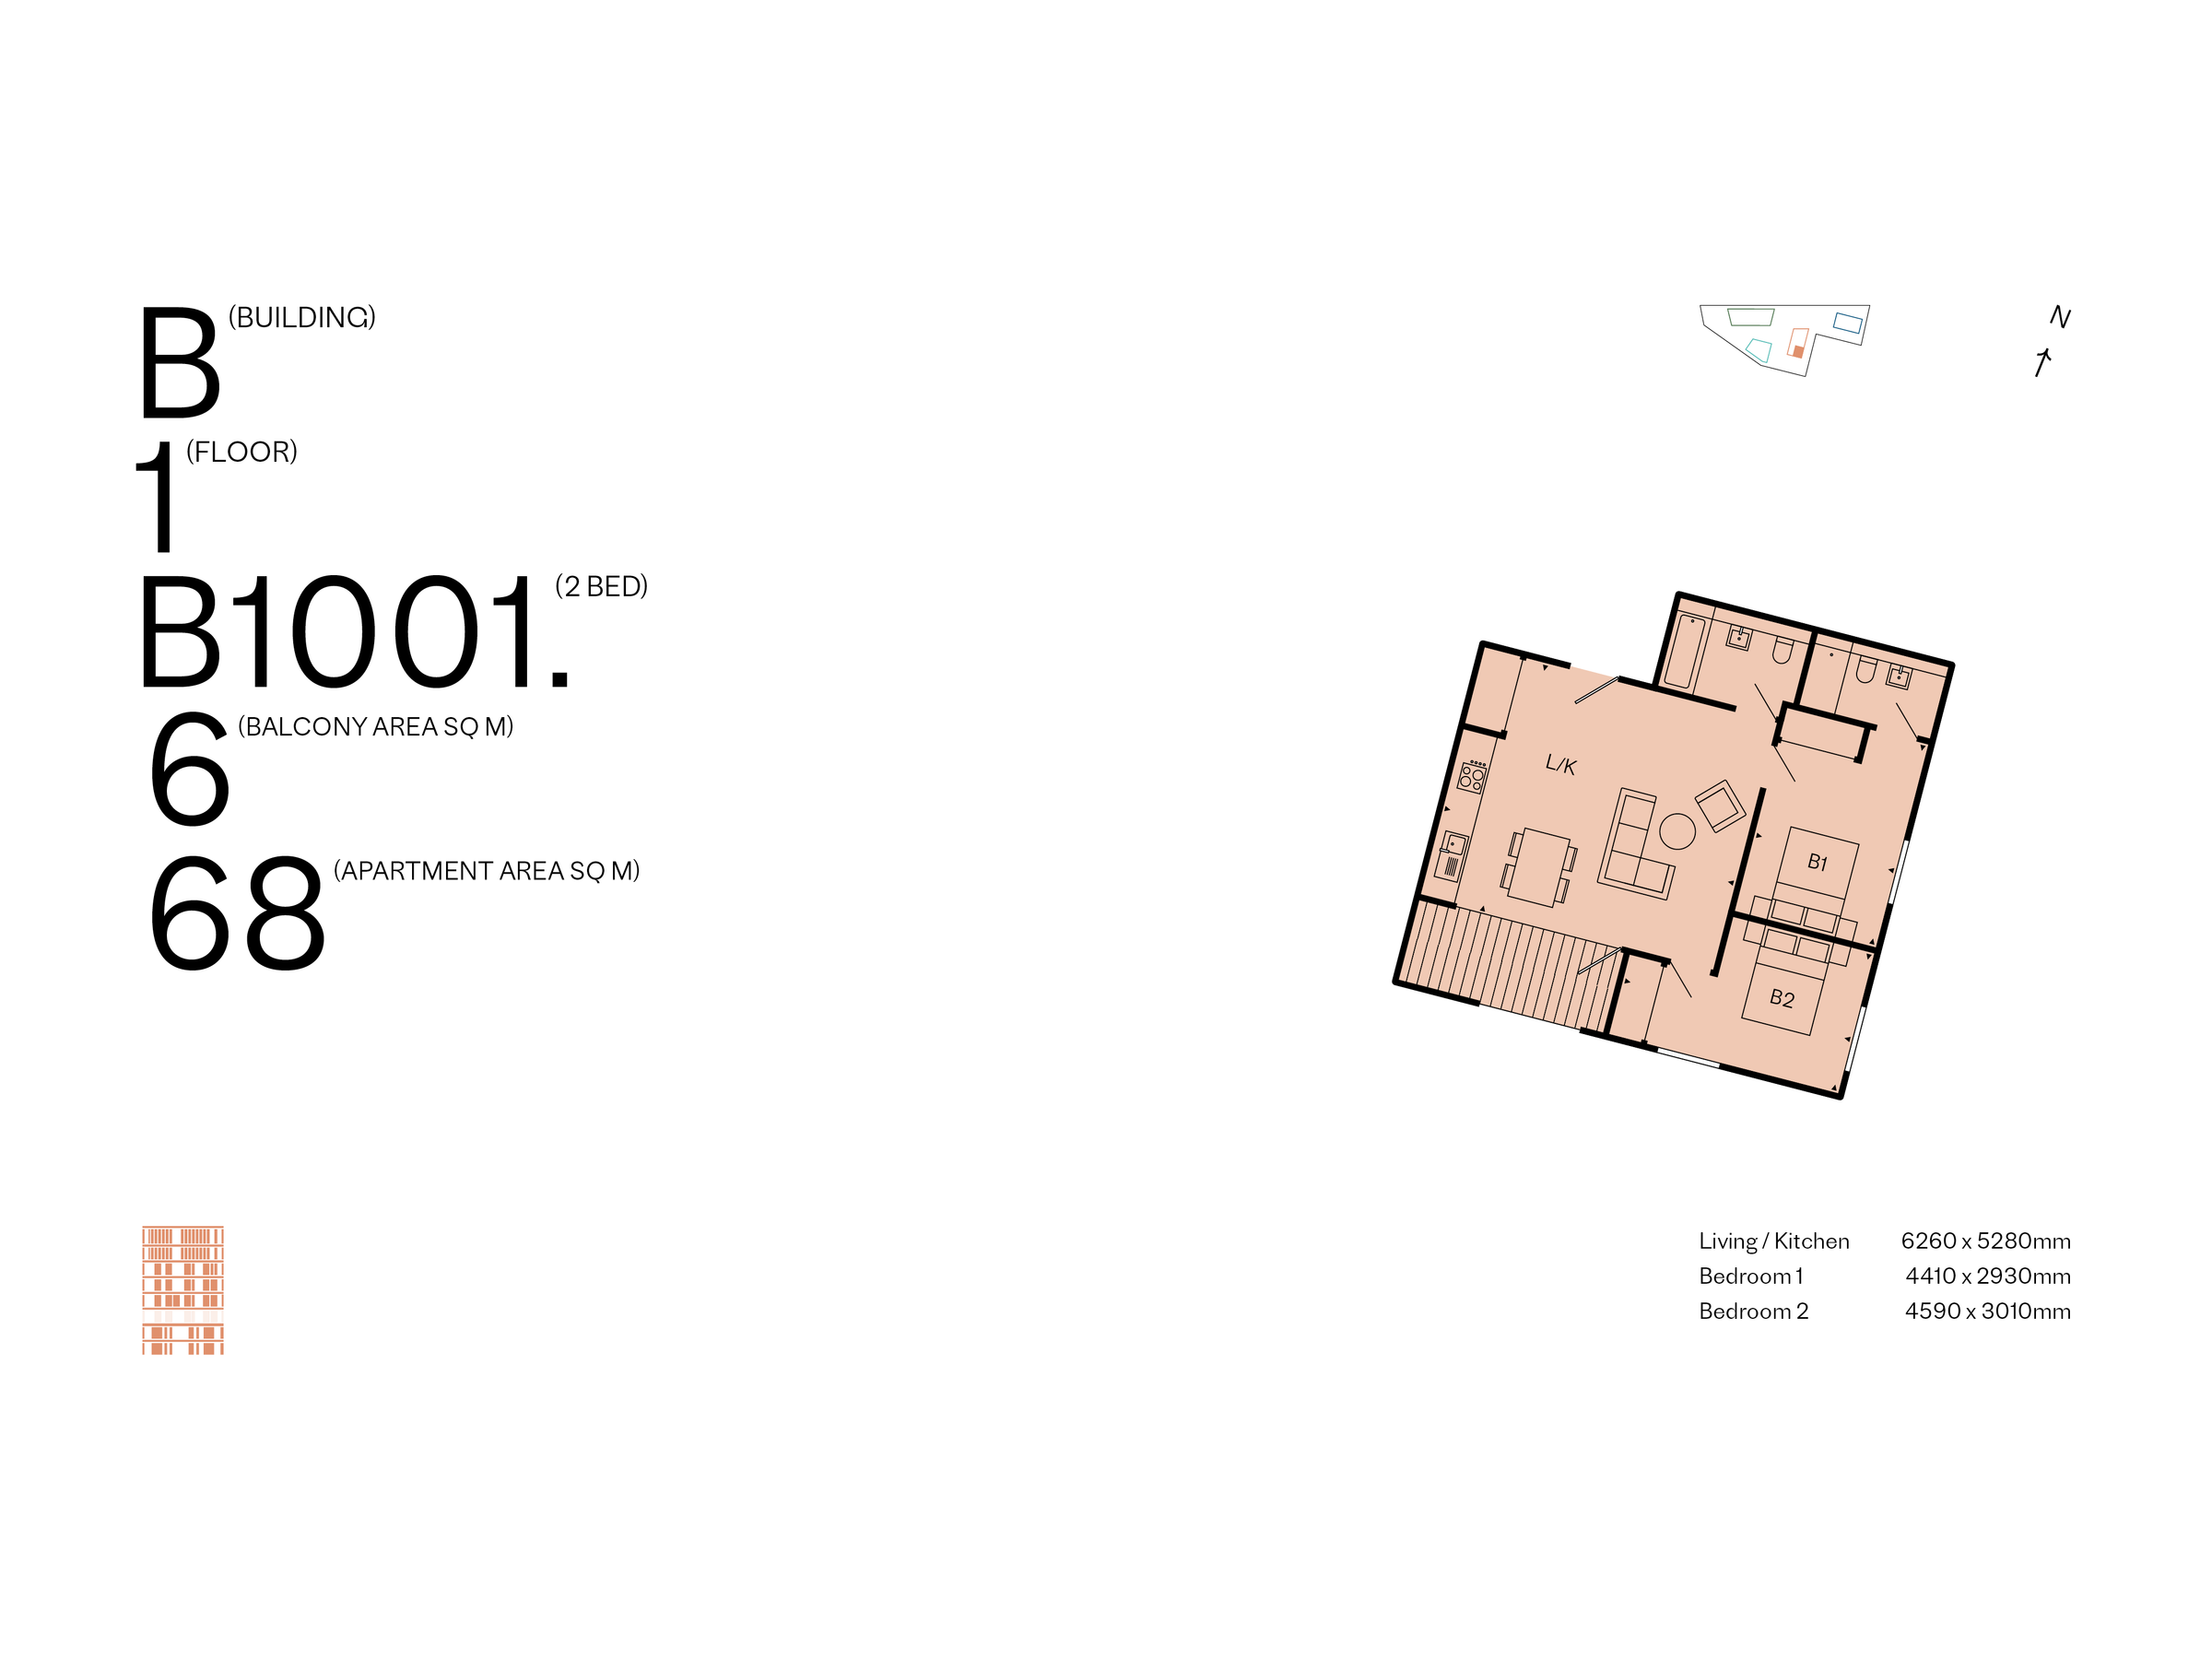 B (BUILDING)
1 (FLOOR)
B1001. (2 BED)
6 (BALCONY AREA SQ M)
68 (APARTMENT AREA SQ M)
N
L/K
B1
B2
Living / Kitchen 6260 x 5280mm
Bedroom 1 4410 x 2930mm
Bedroom 2 4590 x 3010mm